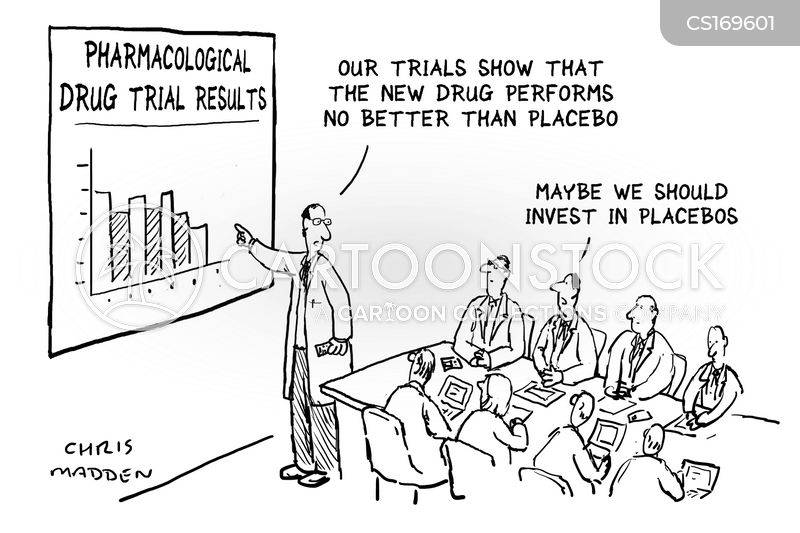 CS169601
PHARMACOLOGICAL
DRUG TRIAL RESULTS
OUR TRIALS SHOW THAT
THE NEW DRUG PERFORMS
NO BETTER THAN PLACEBO
MAYBE WE SHOULD
INVEST IN PLACEBOS
CARTOONSTOCK
A CARTOON COLLECTIONS COMPANY
CHRIS
MADDEN